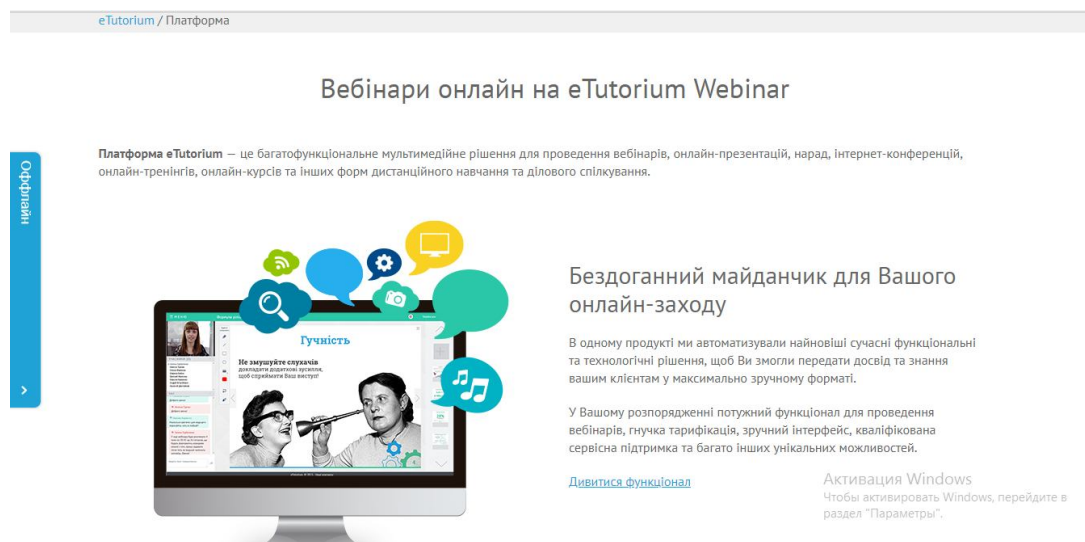 eTutorium / Платформа
Вебінари онлайн на eTutorium Webinar
Платформа eTutorium — це багатофункціональне мультимедійне рішення для проведення вебінарів, онлайн-презентацій, нарад, інтернет-конференцій,
онлайн-тренінгів, онлайн-курсів та інших форм дистанційного навчання та ділового спілкування.
Оффлайн
Гучність
Не змушуйте слухачів
докладати додаткові зусилля,
щоб сприймати Ваш виступ!
Бездоганний майданчик для Вашого
онлайн-заходу
В одному продукті ми автоматизували найновіші сучасні функціональні
та технологічні рішення, щоб Ви змогли передати досвід та знання
вашим клієнтам у максимально зручному форматі.
У Вашому розпорядженні потужний функціонал для проведення
вебінарів, гнучка тарифікація, зручний інтерфейс, кваліфікована
сервісна підтримка та багато інших унікальних можливостей.
Дивитися функціонал
Активация Windows
Чтобы активировать Windows, перейдите в
раздел "Параметры".